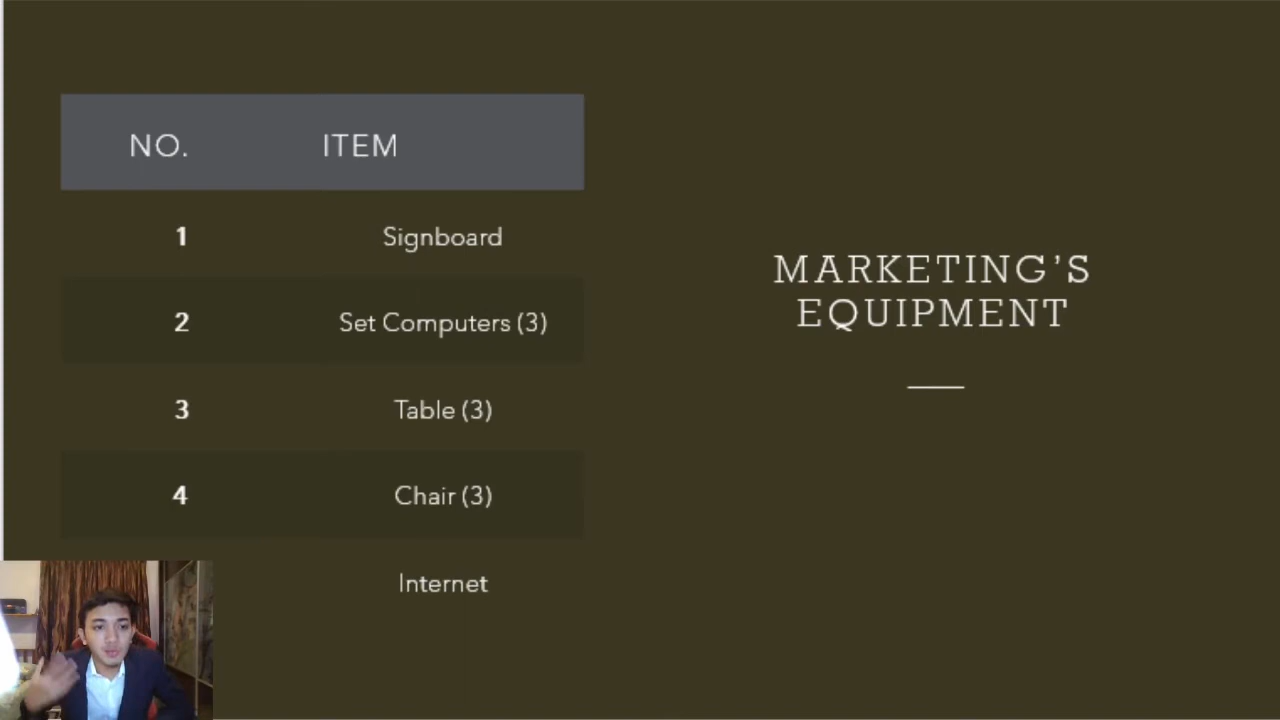 NO. ITEM
1 Signboard
2 Set Computers (3)
3 Table (3)
4 Chair (3)
Internet
MARKETING’S
EQUIPMENT